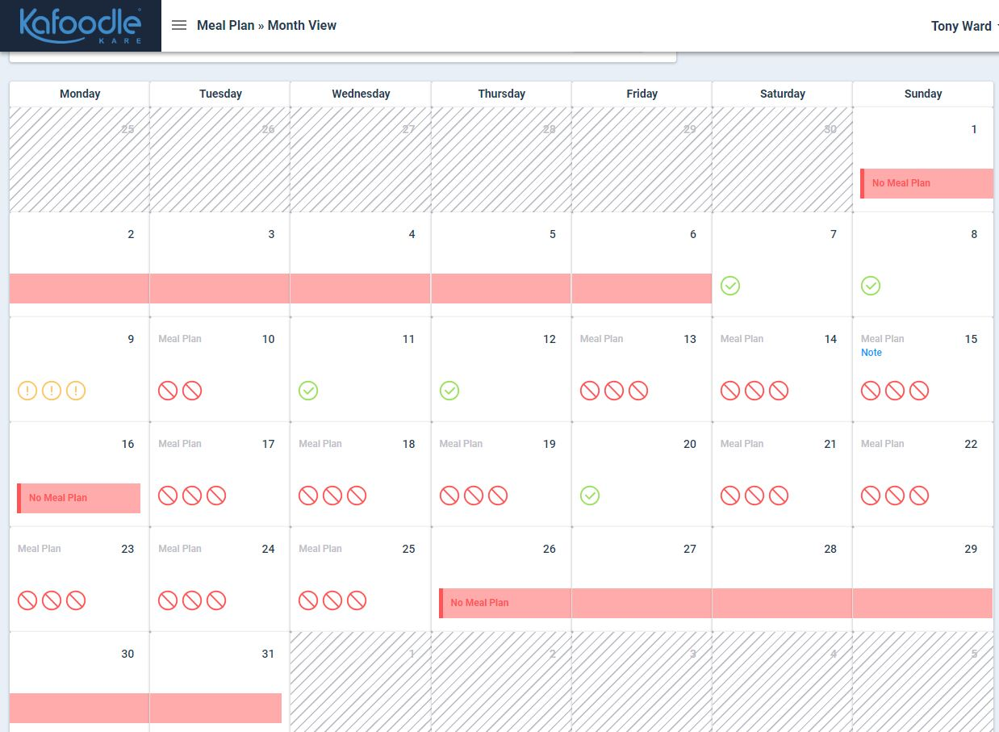 Kafoodle
KARE
Meal Plan » Month View
Tony Ward
Monday Tuesday Wednesday Thursday Friday Saturday Sunday
25 26 27 28 29 30 1
No Meal Plan
2 3 4 5 6 7 8
9 Meal Plan 10 11 12 Meal Plan 13 Meal Plan 14 Meal Plan 15
Note
16 Meal Plan 17 Meal Plan 18 Meal Plan 19 20 Meal Plan 21 Meal Plan 22
No Meal Plan
Meal Plan 23 Meal Plan 24 Meal Plan 25 26 27 28 29
No Meal Plan
30 31 1 2 3 4 5